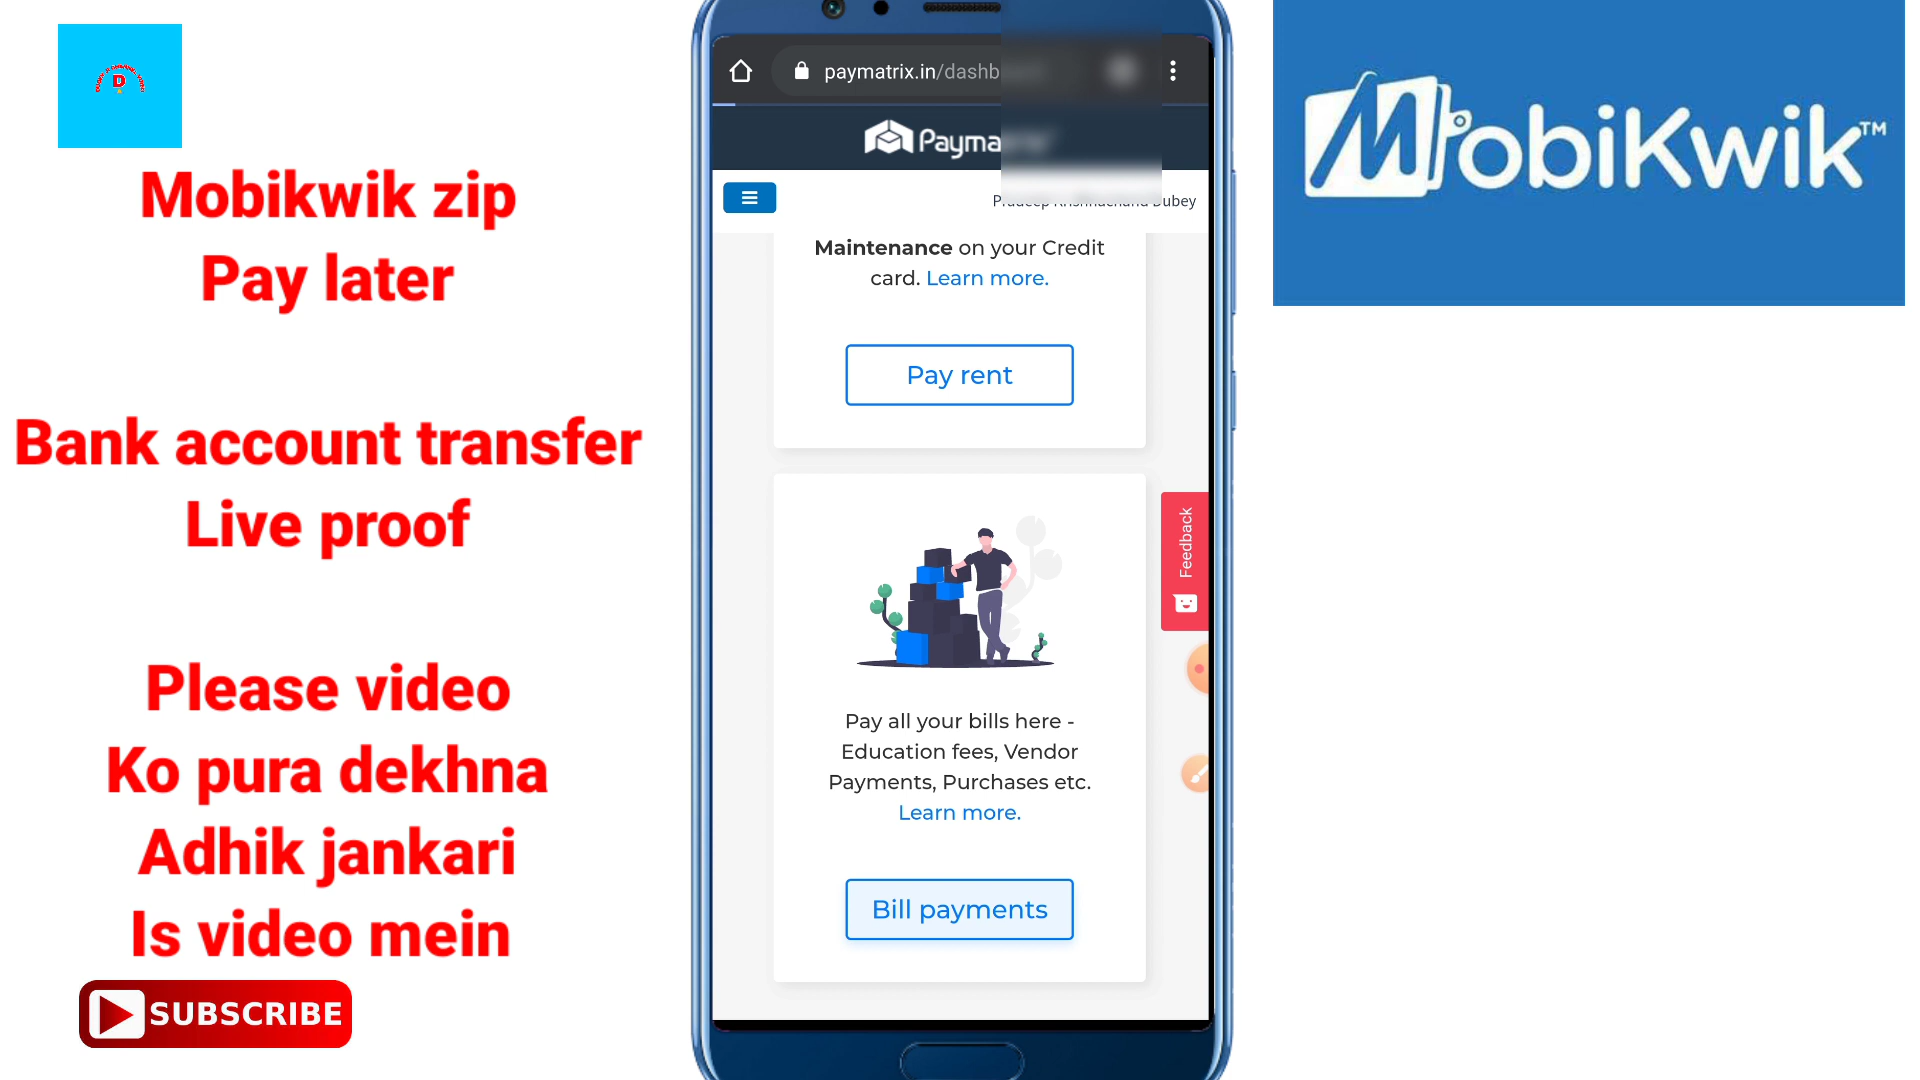 D
Mobikwik zip
Pay later
Bank account transfer
Live proof
Please video
Ko pura dekhna
Adhik jankari
Is video mein
SUBSCRIBE
paymatrix.in/dashb
Payma
Dubey
Maintenance on your Credit
card. Learn more.
Pay rent
Feedback
Pay all your bills here -
Education fees, Vendor
Payments, Purchases etc.
Learn more.
Bill payments
MobiKwik™